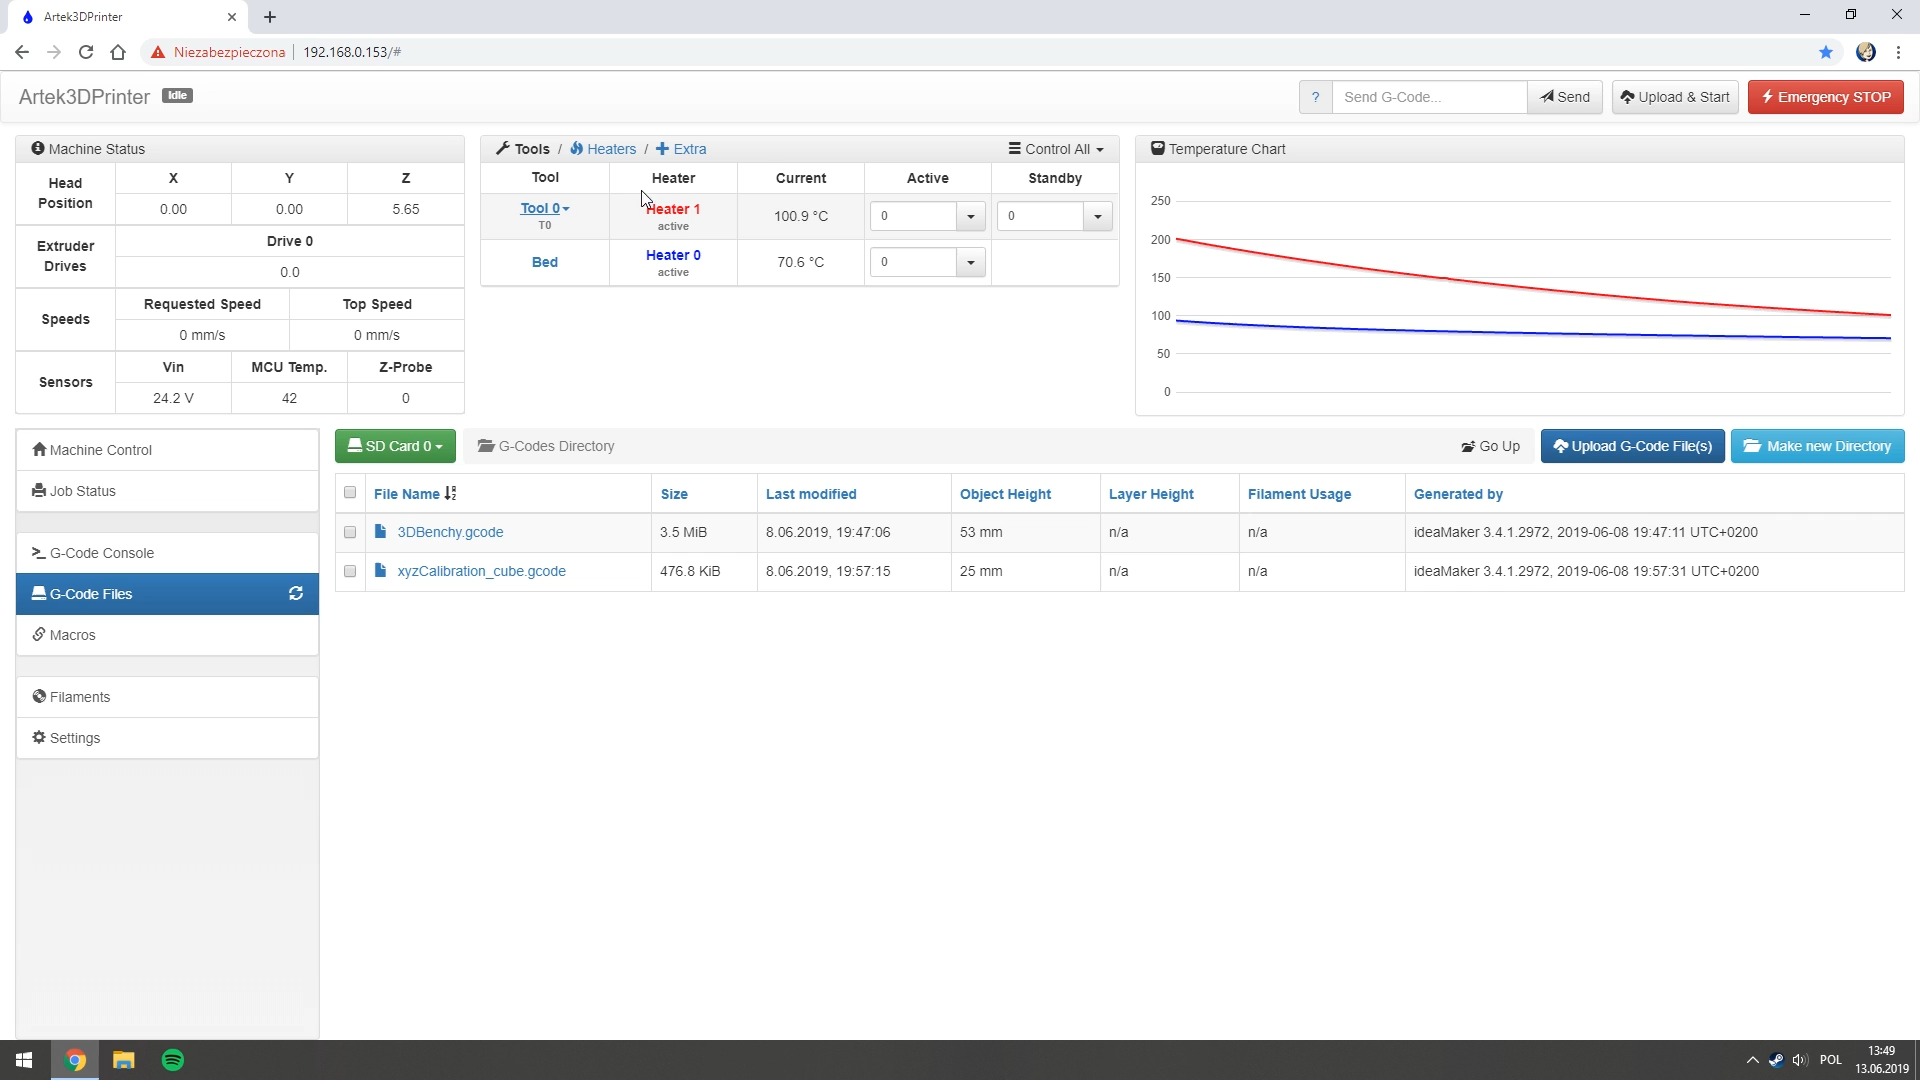 Artek3DPrinter
Niezabezpieczona 192.168.0.153/#
Artek3DPrinter Idle
? Send G-Code... Send Upload & Start Emergency STOP
Machine Status
Head Position X Y Z
0.00 0.00 5.65
Extruder Drives Drive 0
0.0
Speeds Requested Speed Top Speed
0 mm/s 0 mm/s
Sensors Vin MCU Temp. Z-Probe
24.2 V 42 0
Tools / Heaters / Extra Control All
Tool Heater Current Active Standby
Tool 0 Heater 1 100.9 °C 0 0
T0 active
Bed Heater 0 70.6 °C 0
active
Temperature Chart
250
200
150
100
50
0
Machine Control
Job Status
G-Code Console
G-Code Files
Macros
Filaments
Settings
SD Card 0 G-Codes Directory Go Up Upload G-Code File(s) Make new Directory
File Name Size Last modified Object Height Layer Height Filament Usage Generated by
3DBenchy.gcode 3.5 MiB 8.06.2019, 19:47:06 53 mm n/a n/a ideaMaker 3.4.1.2972, 2019-06-08 19:47:11 UTC+0200
xyzCalibration_cube.gcode 476.8 KiB 8.06.2019, 19:57:15 25 mm n/a n/a ideaMaker 3.4.1.2972, 2019-06-08 19:57:31 UTC+0200
POL 13:49
13.06.2019